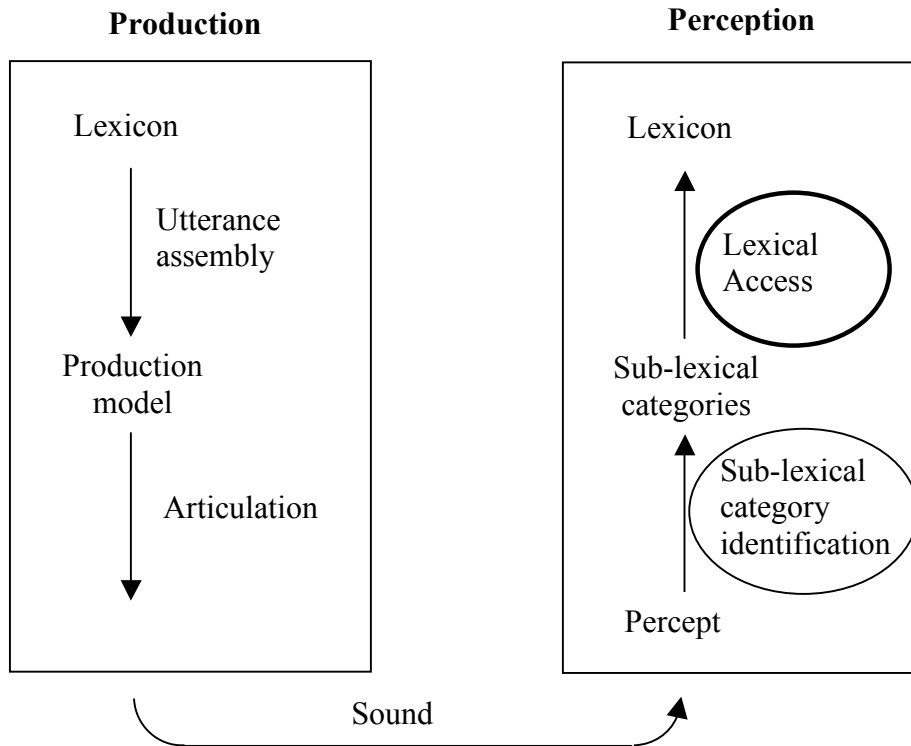 Production
Lexicon
Utterance
assembly
Production
model
Articulation
Perception
Lexicon
Lexical
Access
Sub-lexical
categories
Sub-lexical
category
identification
Percept
Sound